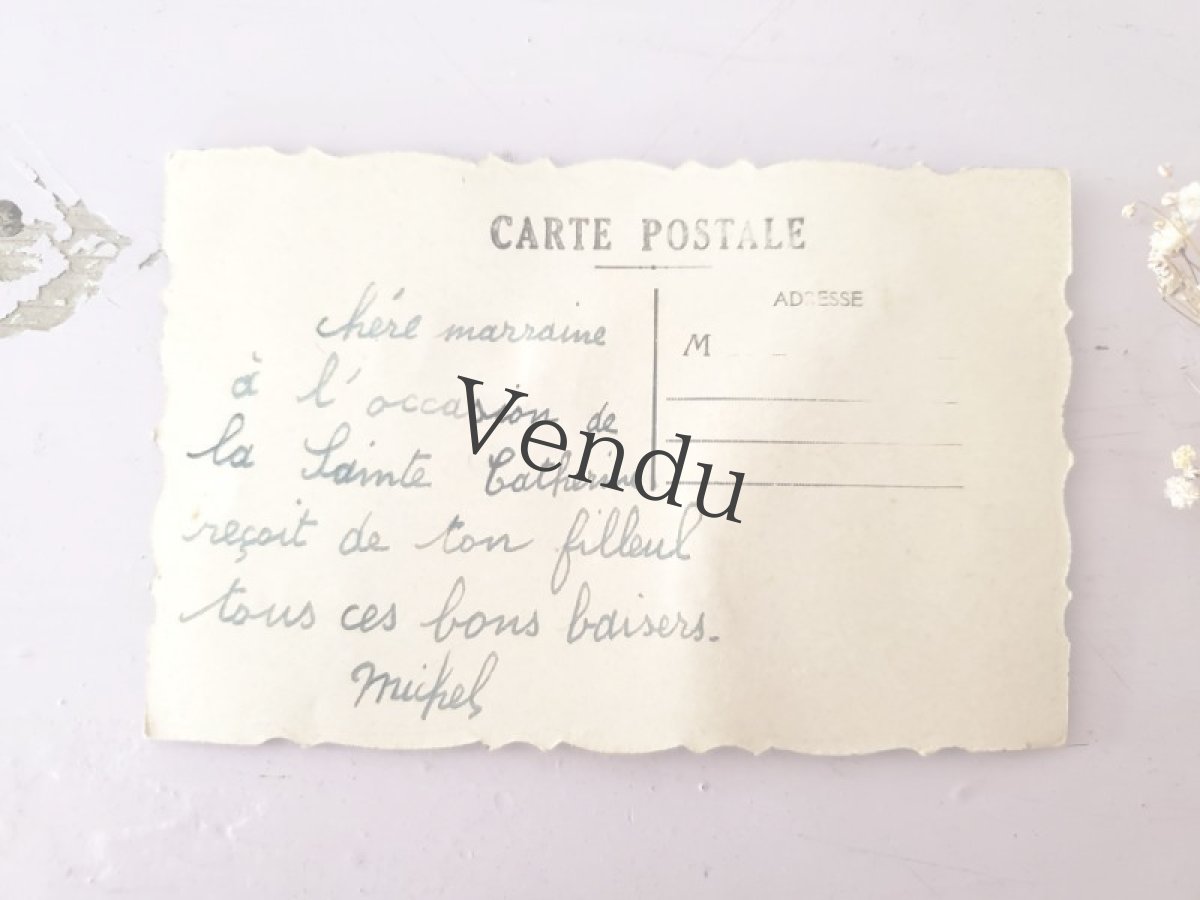 CARTE POSTALE
ADRESSE
M
chére marraine
à l'occasion de
la Sainte Catherine
reçoit de ton filleul
tous ces bons baisers.
Michel
Vendu